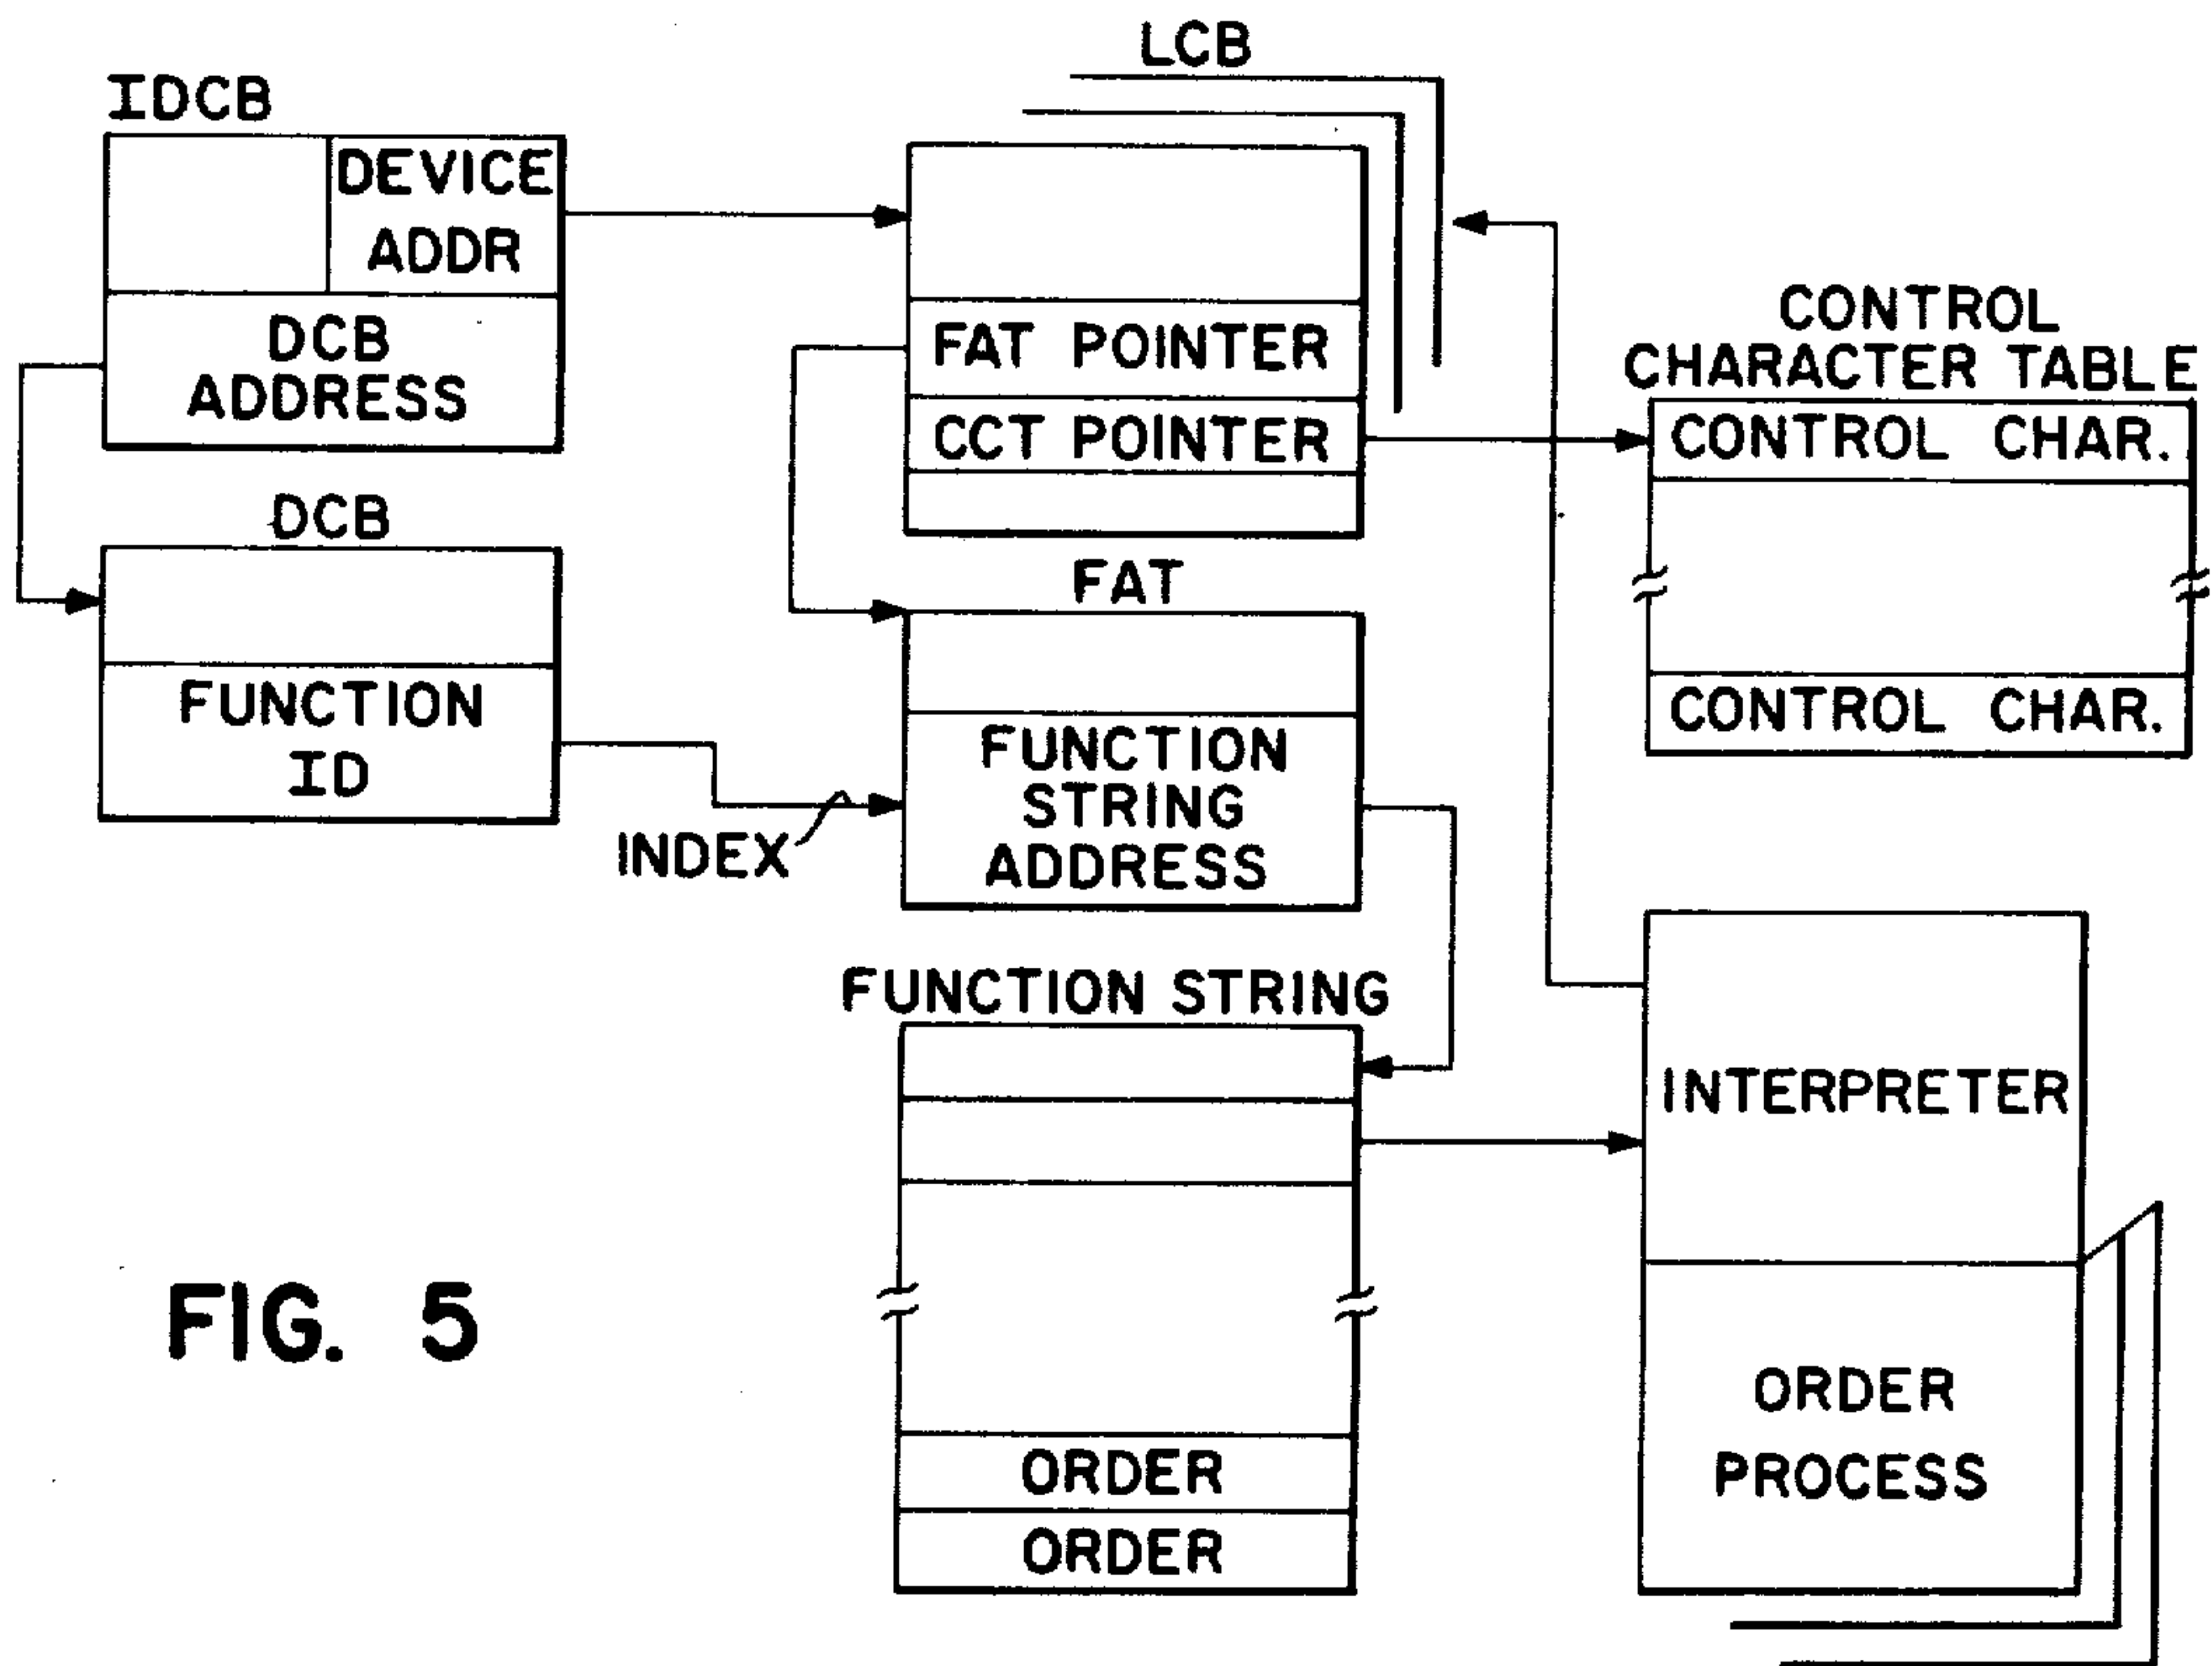 LCB
IDCB
DEVICE
ADDR
DCB
ADDRESS
FAT POINTER
CCT POINTER
CONTROL
CHARACTER TABLE
CONTROL CHAR.
CONTROL CHAR.
DCB
FUNCTION
ID
INDEX
FAT
FUNCTION
STRING
ADDRESS
FUNCTION STRING
ORDER
ORDER
INTERPRETER
ORDER
PROCESS
FIG. 5